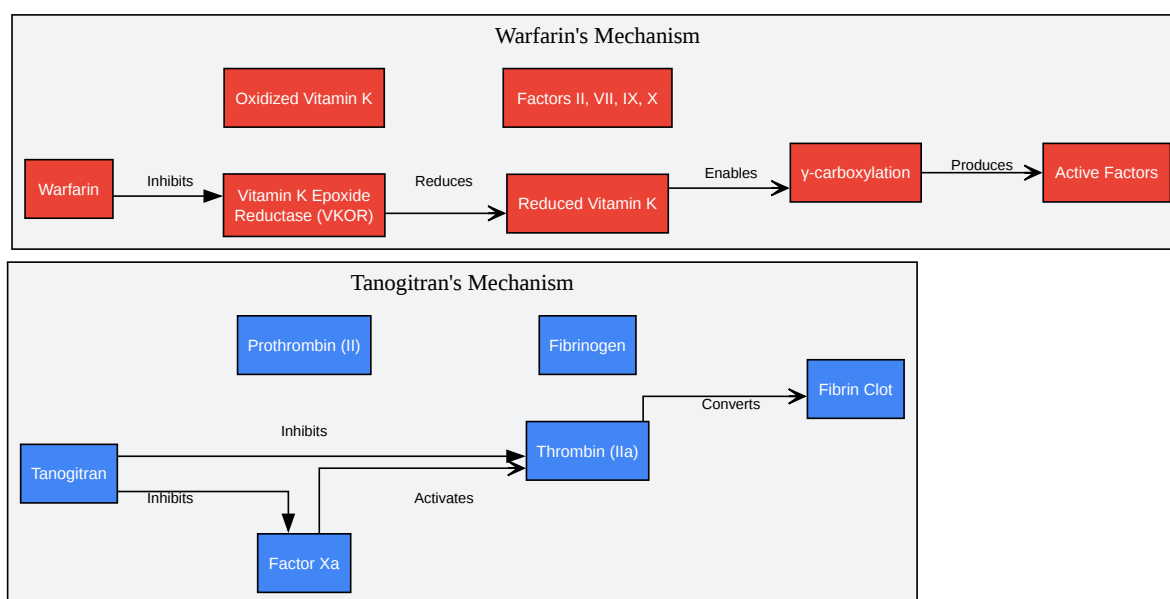 Warfarin's Mechanism
Oxidized Vitamin K
Factors II, VII, IX, X
Warfarin
Inhibits
Vitamin K Epoxide
Reductase (VKOR)
Reduces
Reduced Vitamin K
Enables
γ-carboxylation
Produces
Active Factors
Tanogitran's Mechanism
Prothrombin (II)
Fibrinogen
Fibrin Clot
Converts
Inhibits
Thrombin (IIa)
Tanogitran
Inhibits
Activates
Factor Xa